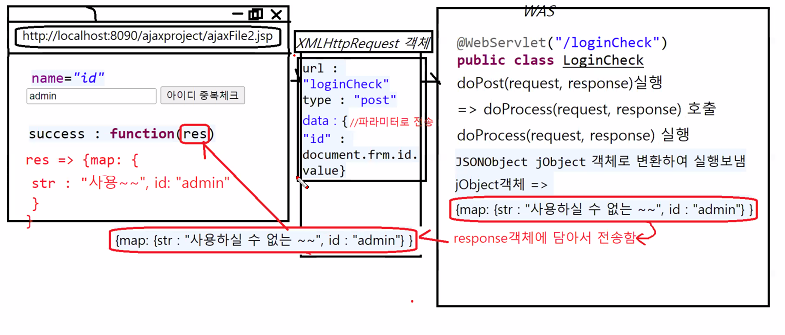 http://localhost:8090/ajaxproject/ajaxFile2.jsp
name="id"
admin
아이디 중복체크
success : function(res)
res => {map: {
str : "사용~~", id: "admin"
}
}
XMLHttpRequest 객체
url :
"loginCheck"
type : "post"
data : { //파라미터로 전송
"id" :
document.frm.id.
value}
WAS
@WebServlet("/loginCheck")
public class LoginCheck
doPost(request, response)실행
=> doProcess(request, response) 호출
doProcess(request, response) 실행
JSONObject jObject 객체로 변환하여 실행보냄
jObject객체 =>
{map: {str : "사용하실 수 없는 ~~", id : "admin"} }
response객체에 담아서 전송함
{map: {str : "사용하실 수 없는 ~~", id : "admin"} }